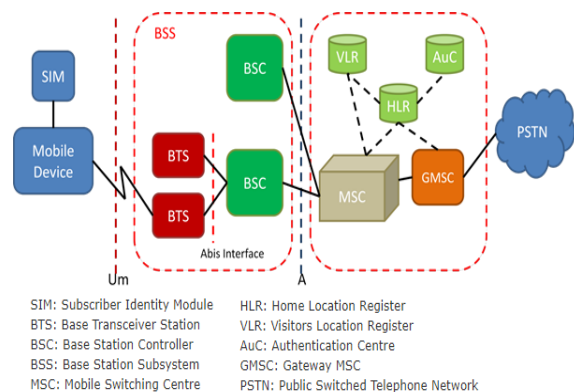 BSS
SIM
BSC
VLR
AuC
HLR
PSTN
Mobile
Device
BTS
BTS
BSC
MSC
GMSC
Abis Interface
Um
A
SIM: Subscriber Identity Module
BTS: Base Transceiver Station
BSC: Base Station Controller
BSS: Base Station Subsystem
MSC: Mobile Switching Centre
HLR: Home Location Register
VLR: Visitors Location Register
AuC: Authentication Centre
GMSC: Gateway MSC
PSTN: Public Switched Telephone Network